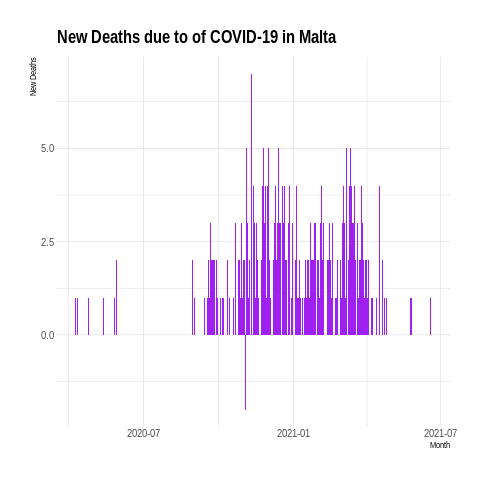 New Deaths due to of COVID-19 in Malta
New Deaths
5.0
2.5
0.0
2020-07
2021-01
2021-07
Month